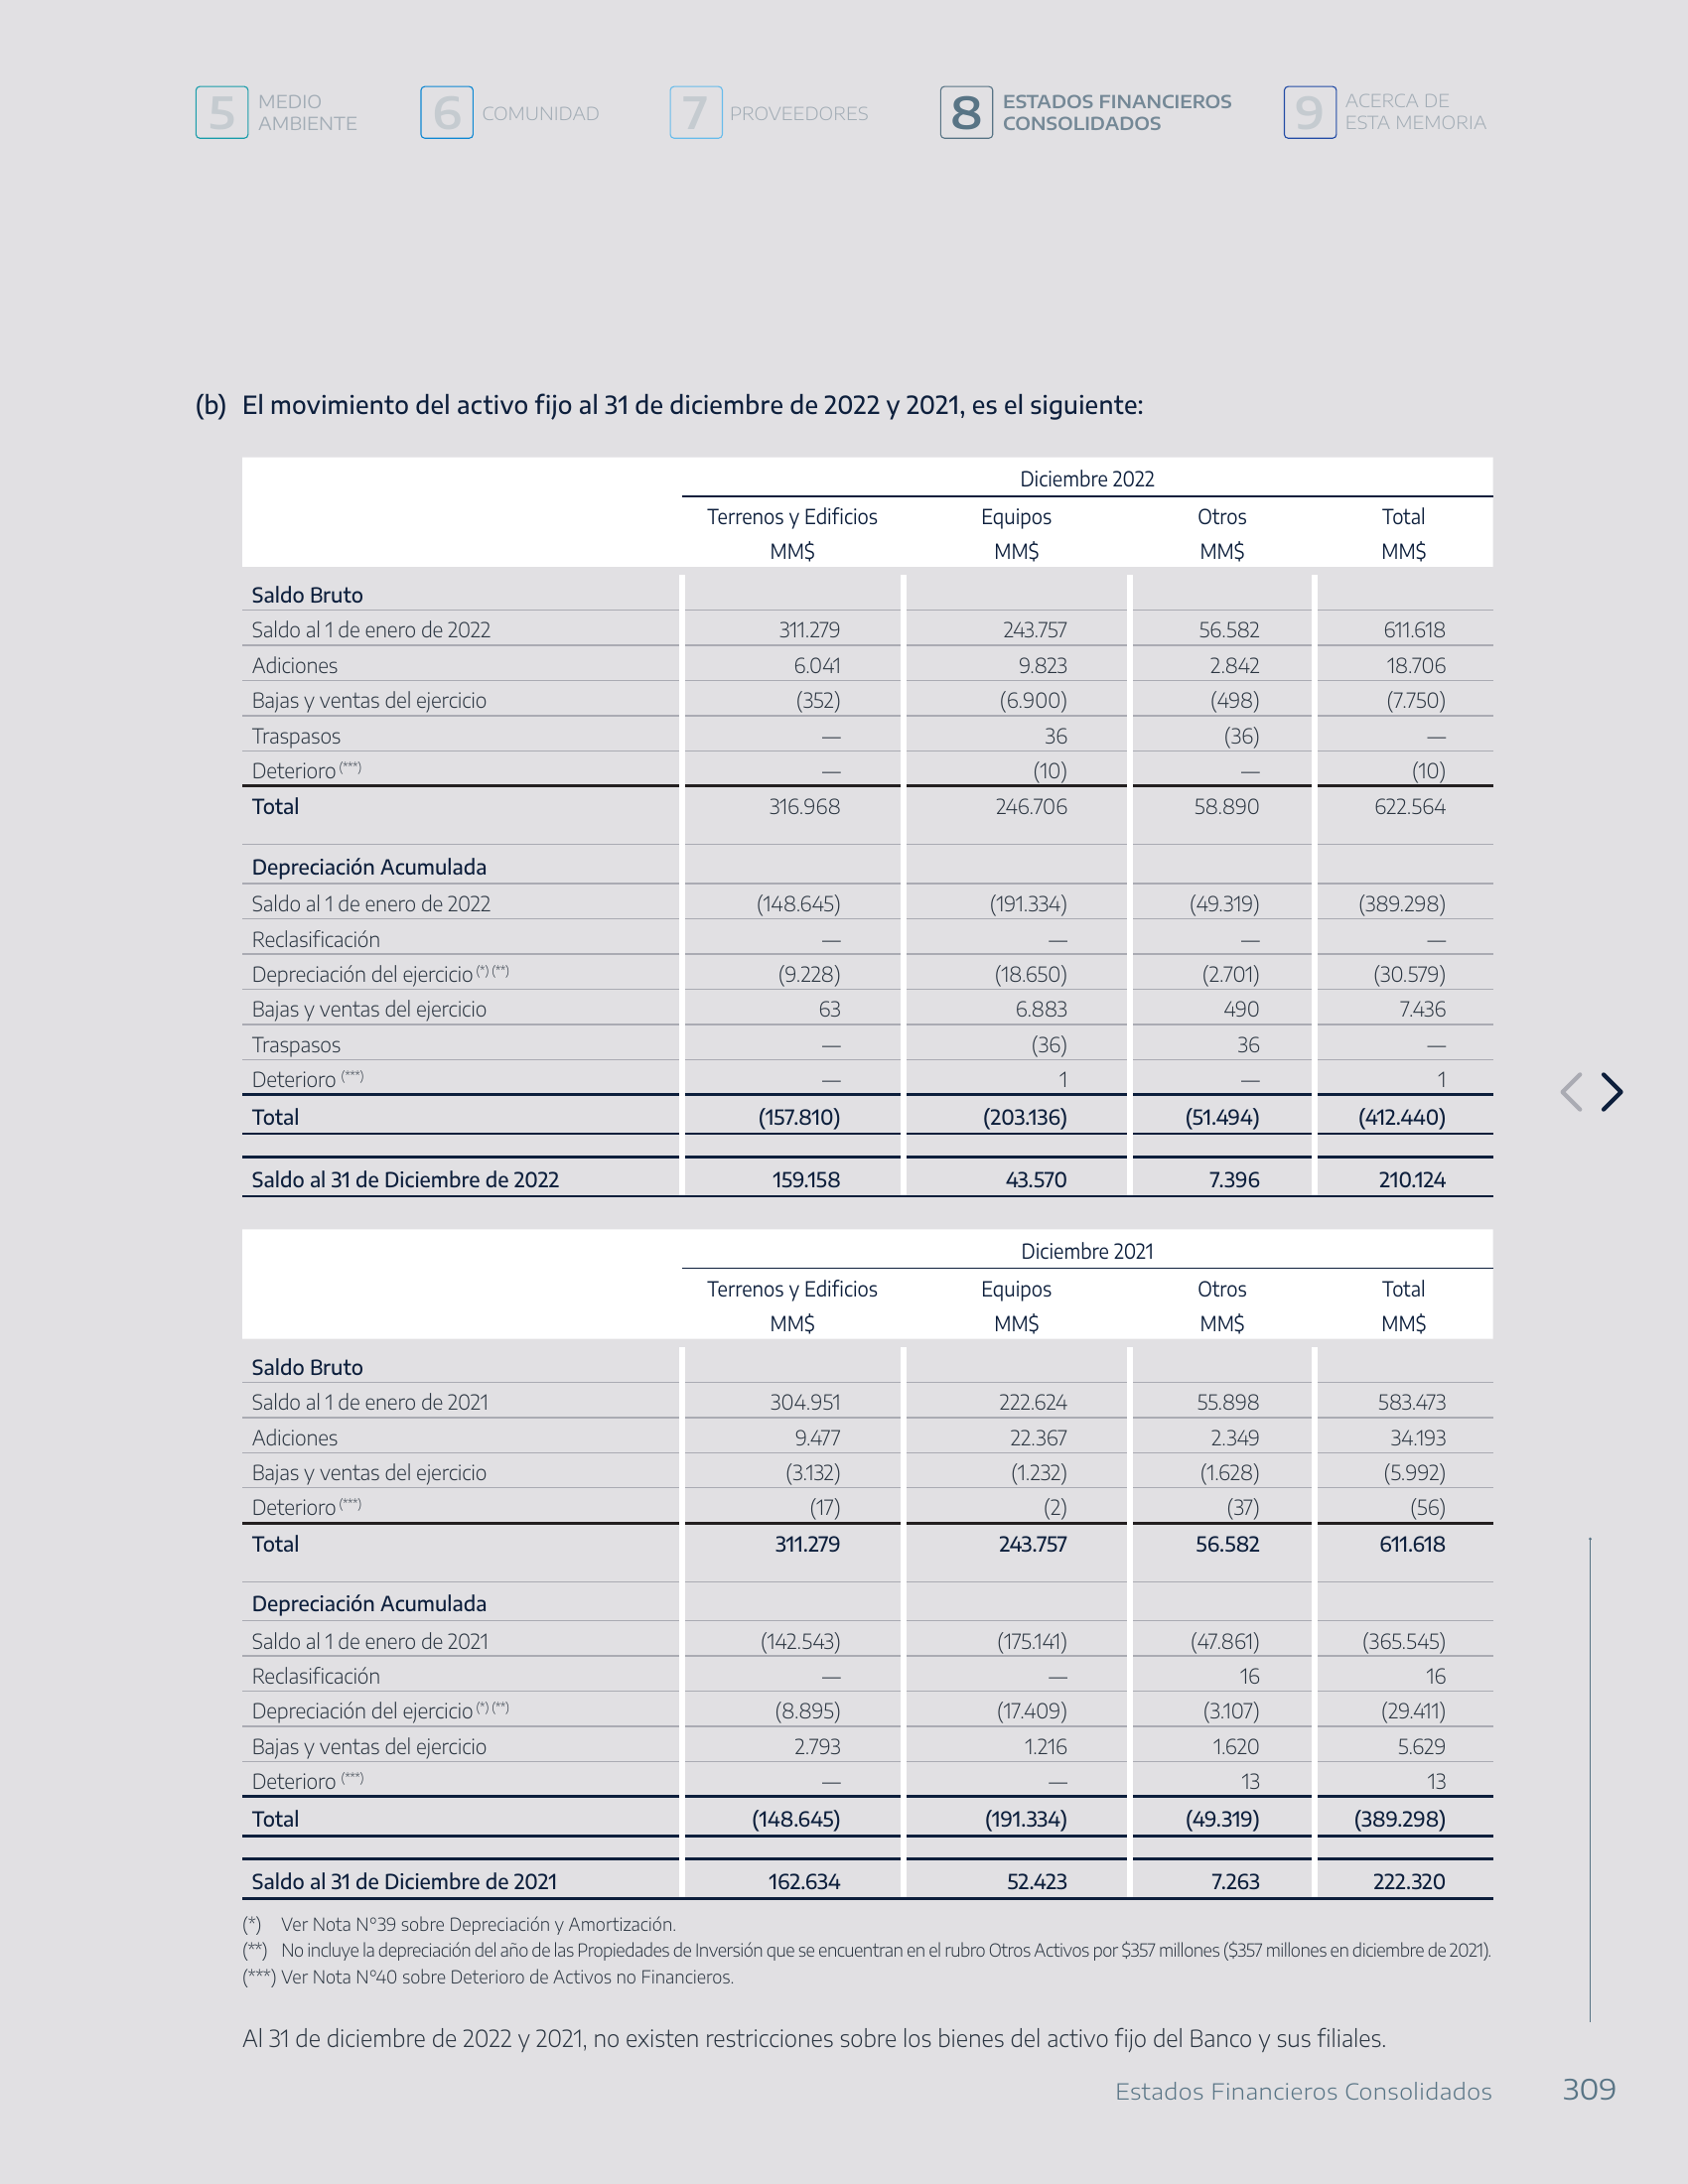 5 MEDIO AMBIENTE 6 COMUNIDAD 7 PROVEEDORES 8 ESTADOS FINANCIEROS CONSOLIDADOS 9 ACERCA DE ESTA MEMORIA
(b) El movimiento del activo fijo al 31 de diciembre de 2022 y 2021, es el siguiente:
Diciembre 2022
Terrenos y Edificios Equipos Otros Total
MM$ MM$ MM$ MM$
Saldo Bruto
Saldo al 1 de enero de 2022 311.279 243.757 56.582 611.618
Adiciones 6.041 9.823 2.842 18.706
Bajas y ventas del ejercicio (352) (6.900) (498) (7.750)
Traspasos — 36 (36) —
Deterioro (***) — (10) — (10)
Total 316.968 246.706 58.890 622.564
Depreciación Acumulada
Saldo al 1 de enero de 2022 (148.645) (191.334) (49.319) (389.298)
Reclasificación — — — —
Depreciación del ejercicio (*) (**) (9.228) (18.650) (2.701) (30.579)
Bajas y ventas del ejercicio 63 6.883 490 7.436
Traspasos — (36) 36 —
Deterioro (***) — 1 — 1
Total (157.810) (203.136) (51.494) (412.440)
Saldo al 31 de Diciembre de 2022 159.158 43.570 7.396 210.124
Diciembre 2021
Terrenos y Edificios Equipos Otros Total
MM$ MM$ MM$ MM$
Saldo Bruto
Saldo al 1 de enero de 2021 304.951 222.624 55.898 583.473
Adiciones 9.477 22.367 2.349 34.193
Bajas y ventas del ejercicio (3.132) (1.232) (1.628) (5.992)
Deterioro (***) (17) (2) (37) (56)
Total 311.279 243.757 56.582 611.618
Depreciación Acumulada
Saldo al 1 de enero de 2021 (142.543) (175.141) (47.861) (365.545)
Reclasificación — — 16 16
Depreciación del ejercicio (*) (**) (8.895) (17.409) (3.107) (29.411)
Bajas y ventas del ejercicio 2.793 1.216 1.620 5.629
Deterioro (***) — — 13 13
Total (148.645) (191.334) (49.319) (389.298)
Saldo al 31 de Diciembre de 2021 162.634 52.423 7.263 222.320
(*) Ver Nota N°39 sobre Depreciación y Amortización.
(**) No incluye la depreciación del año de las Propiedades de Inversión que se encuentran en el rubro Otros Activos por $357 millones ($357 millones en diciembre de 2021).
(***) Ver Nota N°40 sobre Deterioro de Activos no Financieros.
Al 31 de diciembre de 2022 y 2021, no existen restricciones sobre los bienes del activo fijo del Banco y sus filiales.
Estados Financieros Consolidados 309